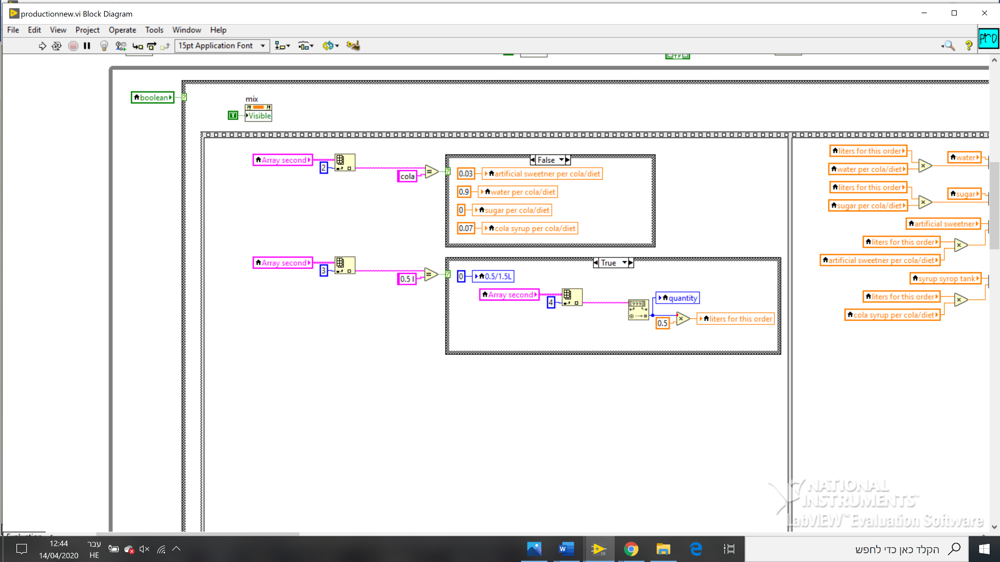 productionnew.vi Block Diagram
File Edit View Project Operate Tools Window Help
15pt Application Font
pro
TF
boolean
?
mix
T
Visible
Array second
2
cola
=
?
False
0.03 artificial sweetner per cola/diet
0.9 water per cola/diet
0 sugar per cola/diet
0.07 cola syrup per cola/diet
Array second
3
0.5 l
=
?
True
0 0.5/1.5L
Array second
4
999
quantity
0.5
x
liters for this order
liters for this order
water per cola/diet
x
water
liters for this order
sugar per cola/diet
x
sugar
artificial sweetner
liters for this order
artificial sweetner per cola/diet
x
syrup syrop tank
liters for this order
cola syrup per cola/diet
x
NATIONAL
INSTRUMENTS™
LabVIEW™ Evaluation Software
12:44
14/04/2020
עבר
HE
W
19
הקלד כאן כדי לחפש